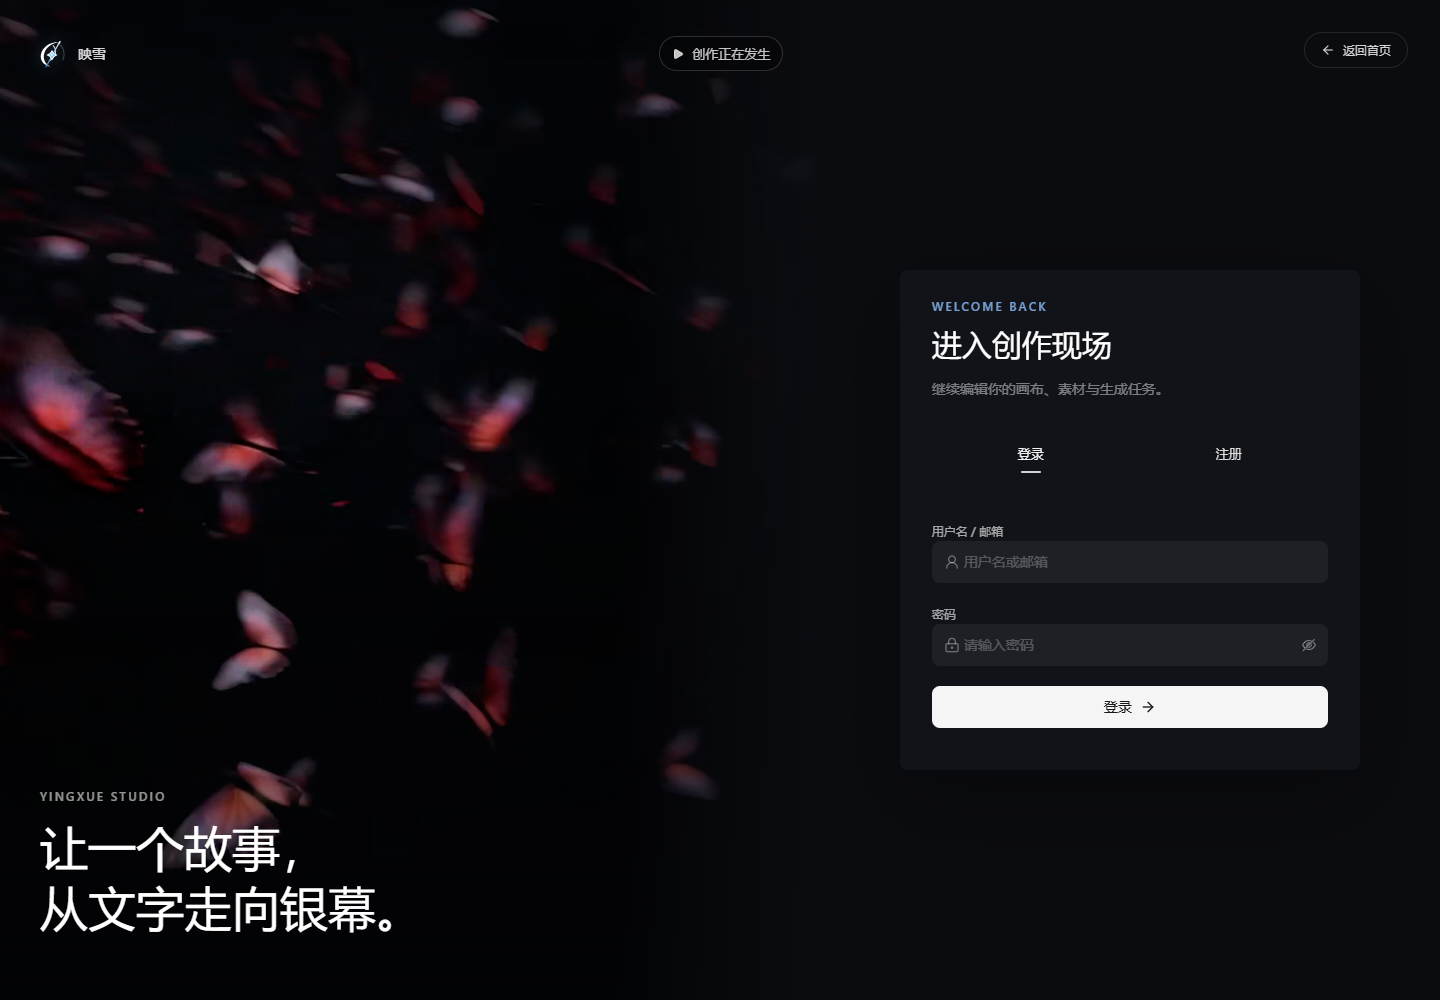 映雪
创作正在发生
返回首页
WELCOME BACK
进入创作现场
继续编辑你的画布、素材与生成任务。
登录
注册
用户名 / 邮箱
用户名或邮箱
密码
请输入密码
登录
YINGXUE STUDIO
让一个故事，
从文字走向银幕。